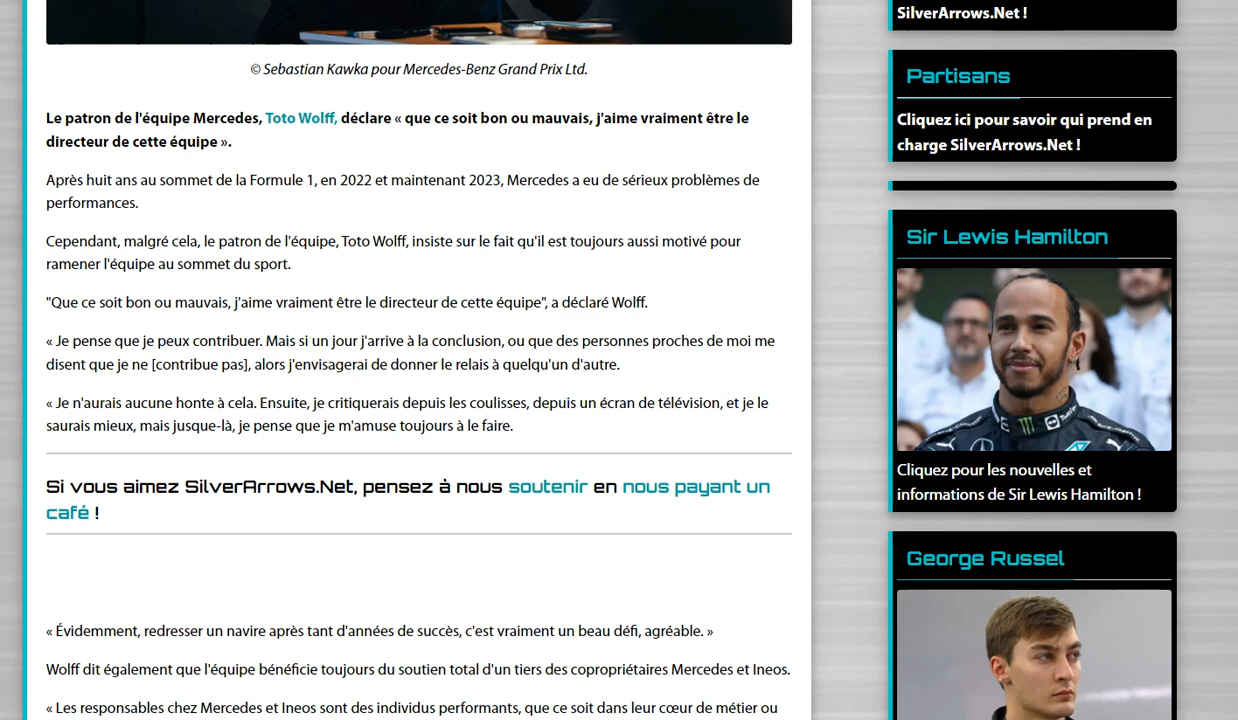 © Sebastian Kawka pour Mercedes-Benz Grand Prix Ltd.
Le patron de l'équipe Mercedes, Toto Wolff, déclare « que ce soit bon ou mauvais, j'aime vraiment être le
directeur de cette équipe ».
Après huit ans au sommet de la Formule 1, en 2022 et maintenant 2023, Mercedes a eu de sérieux problèmes de
performances.
Cependant, malgré cela, le patron de l'équipe, Toto Wolff, insiste sur le fait qu'il est toujours aussi motivé pour
ramener l'équipe au sommet du sport.
"Que ce soit bon ou mauvais, j'aime vraiment être le directeur de cette équipe", a déclaré Wolff.
« Je pense que je peux contribuer. Mais si un jour j'arrive à la conclusion, ou que des personnes proches de moi me
disent que je ne [contribue pas], alors j'envisagerai de donner le relais à quelqu'un d'autre.
« Je n'aurais aucune honte à cela. Ensuite, je critiquerais depuis les coulisses, depuis un écran de télévision, et je le
saurais mieux, mais jusque-là, je pense que je m'amuse toujours à le faire.
Si vous aimez SilverArrows.Net, pensez à nous soutenir en nous payant un
café !
« Évidemment, redresser un navire après tant d'années de succès, c'est vraiment un beau défi, agréable. »
Wolff dit également que l'équipe bénéficie toujours du soutien total d'un tiers des copropriétaires Mercedes et Ineos.
« Les responsables chez Mercedes et Ineos sont des individus performants, que ce soit dans leur cœur de métier ou
SilverArrows.Net !
Partisans
Cliquez ici pour savoir qui prend en
charge SilverArrows.Net !
Sir Lewis Hamilton
Cliquez pour les nouvelles et
informations de Sir Lewis Hamilton !
George Russel